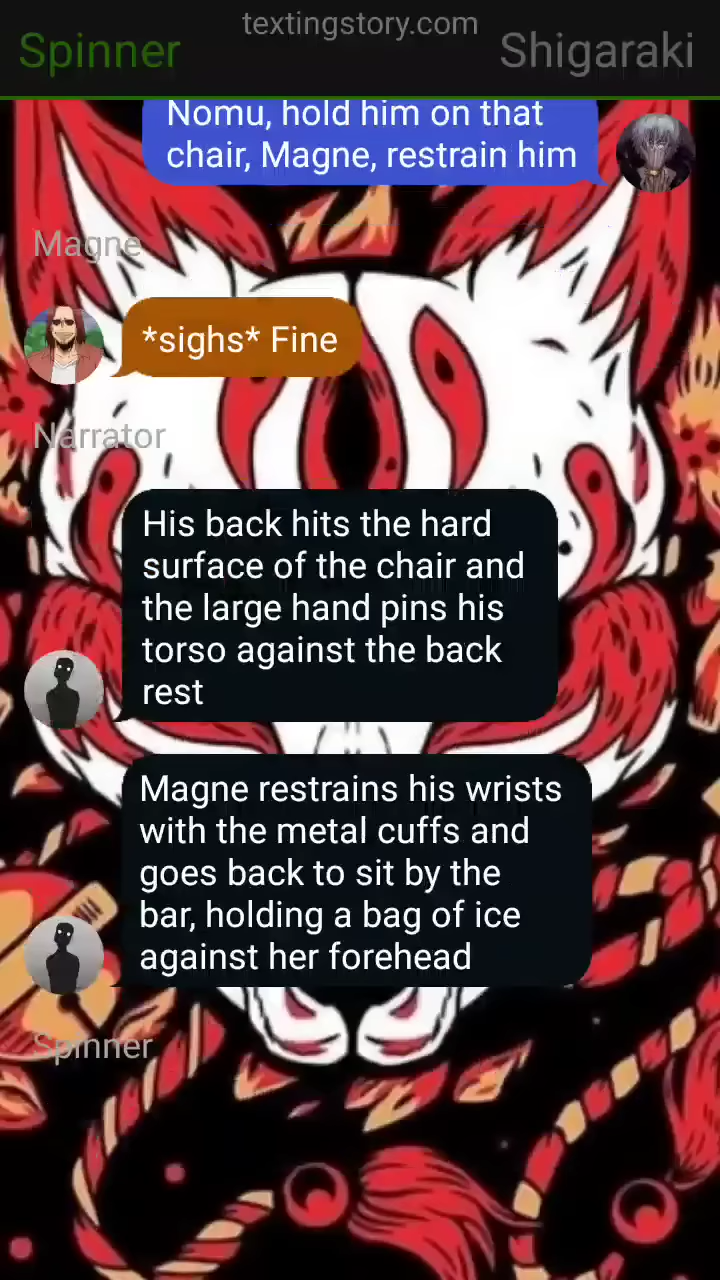 textingstory.com
Spinner
Shigaraki
Nomu, hold him on that
chair, Magne, restrain him
Magne
*sighs* Fine
Narrator
His back hits the hard
surface of the chair and
the large hand pins his
torso against the back
rest
Magne restrains his wrists
with the metal cuffs and
goes back to sit by the
bar, holding a bag of ice
against her forehead
Spinner